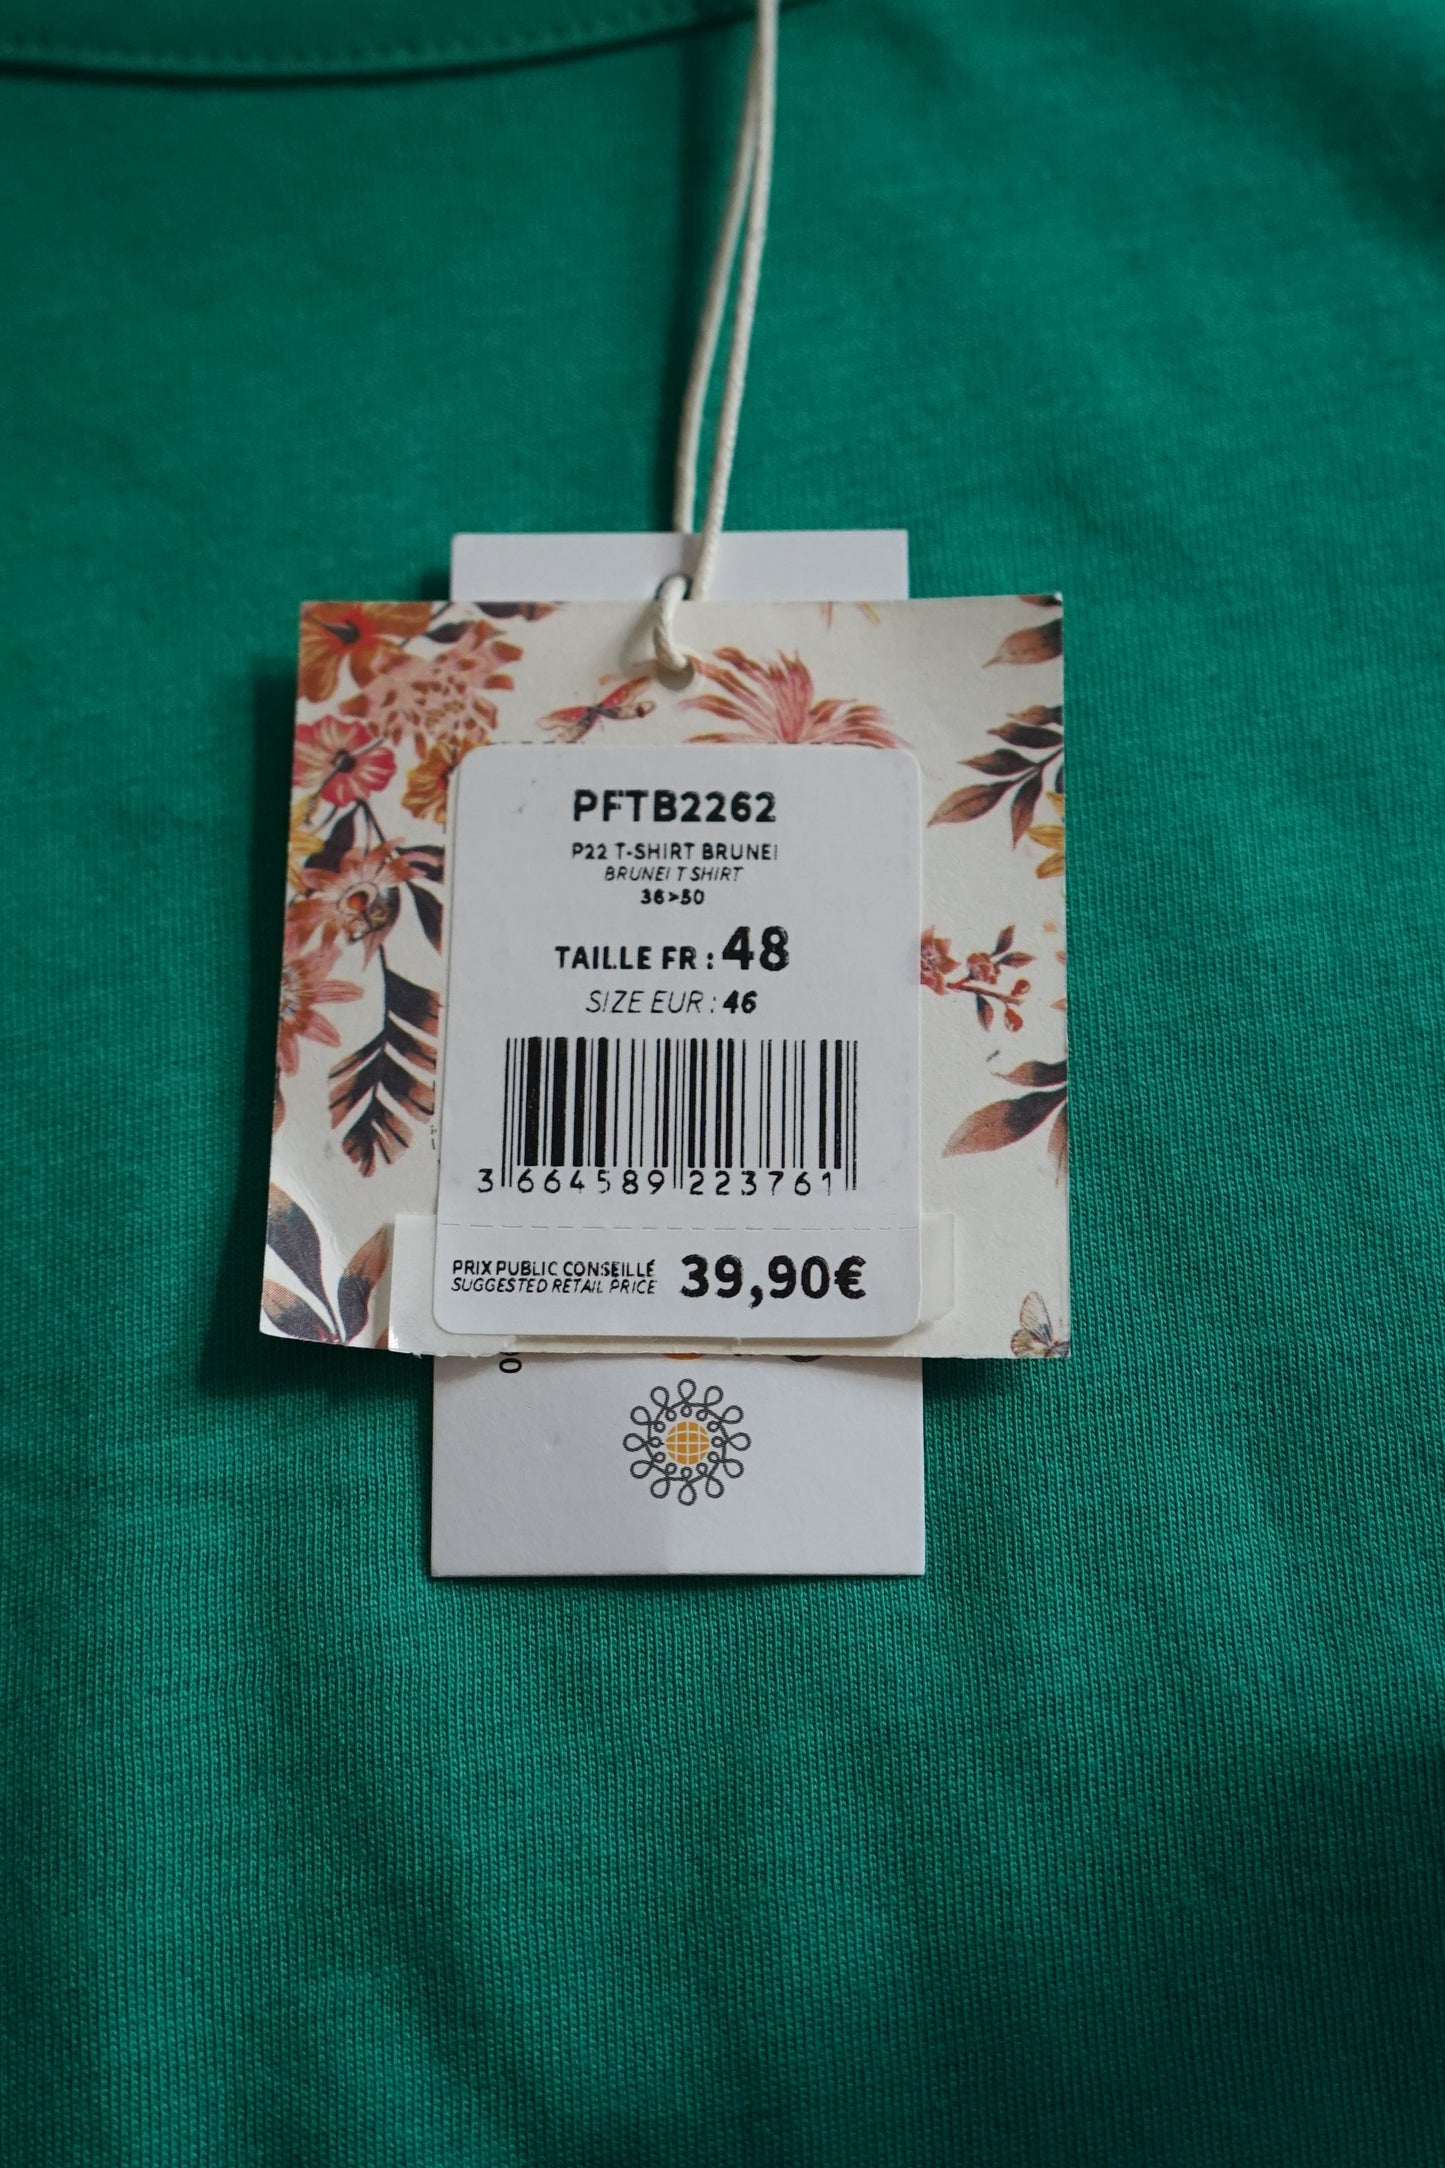 PFTB2262
P22 T-SHIRT BRUNEI
BRUNEI T SHIRT
36>50
TAILLE FR : 48
SIZE EUR : 46
3 664589 223761
PRIX PUBLIC CONSEILLÉ
SUGGESTED RETAIL PRICE
39,90€